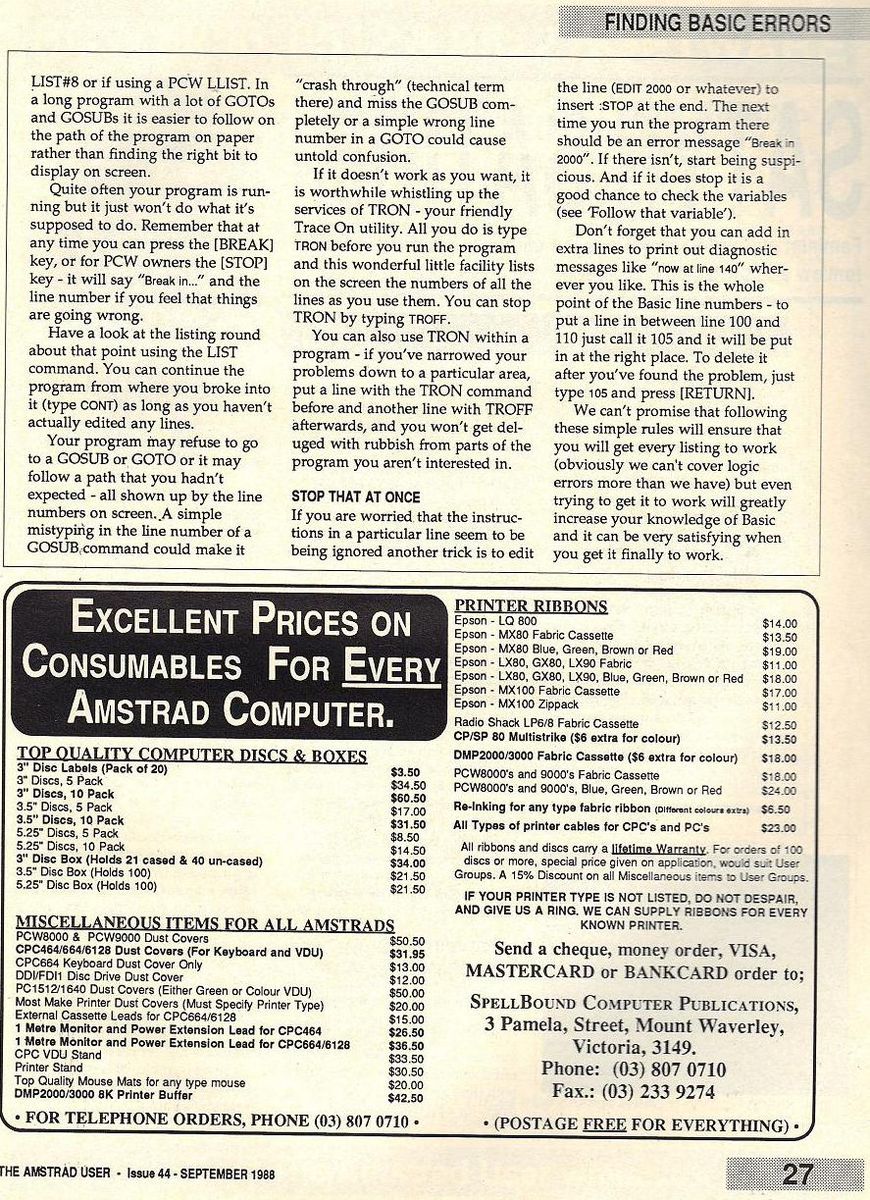 FINDING BASIC ERRORS
LIST#8 or if using a PCW LLIST. In
a long program with a lot of GOTOs
and GOSUBs it is easier to follow on
the path of the program on paper
rather than finding the right bit to
display on screen.
Quite often your program is run-
ning but it just won't do what it's
supposed to do. Remember that at
any time you can press the [BREAK]
key, or for PCW owners the [STOP]
key - it will say "Break in..." and the
line number if you feel that things
are going wrong.
Have a look at the listing round
about that point using the LIST
command. You can continue the
program from where you broke into
it (type CONT) as long as you haven't
actually edited any lines.
Your program may refuse to go
to a GOSUB or GOTO or it may
follow a path that you hadn't
expected - all shown up by the line
numbers on screen. A simple
mistyping in the line number of a
GOSUB command could make it
"crash through" (technical term
there) and miss the GOSUB com-
pletely or a simple wrong line
number in a GOTO could cause
untold confusion.
If it doesn't work as you want, it
is worthwhile whistling up the
services of TRON - your friendly
Trace On utility. All you do is type
TRON before you run the program
and this wonderful little facility lists
on the screen the numbers of all the
lines as you use them. You can stop
TRON by typing TROFF.
You can also use TRON within a
program - if you've narrowed your
problems down to a particular area,
put a line with the TRON command
before and another line with TROFF
afterwards, and you won't get del-
uged with rubbish from parts of the
program you aren't interested in.
STOP THAT AT ONCE
If you are worried that the instruc-
tions in a particular line seem to be
being ignored another trick is to edit
the line (EDIT 2000 or whatever) to
insert :STOP at the end. The next
time you run the program there
should be an error message "Break in
2000". If there isn't, start being suspi-
cious. And if it does stop it is a
good chance to check the variables
(see 'Follow that variable').
Don't forget that you can add in
extra lines to print out diagnostic
messages like "now at line 140" wher-
ever you like. This is the whole
point of the Basic line numbers - to
put a line in between line 100 and
110 just call it 105 and it will be put
in at the right place. To delete it
after you've found the problem, just
type 105 and press [RETURN].
We can't promise that following
these simple rules will ensure that
you will get every listing to work
(obviously we can't cover logic
errors more than we have) but even
trying to get it to work will greatly
increase your knowledge of Basic
and it can be very satisfying when
you get it finally to work.
EXCELLENT PRICES ON
CONSUMABLES FOR EVERY
AMSTRAD COMPUTER.
TOP QUALITY COMPUTER DISCS & BOXES
3" Disc Labels (Pack of 20) $3.50
3" Discs, 5 Pack $34.50
3" Discs, 10 Pack $60.50
3.5" Discs, 5 Pack $17.00
3.5" Discs, 10 Pack $31.50
5.25" Discs, 5 Pack $8.50
5.25" Discs, 10 Pack $14.50
3" Disc Box (Holds 21 cased & 40 un-cased) $34.00
3.5" Disc Box (Holds 100) $21.50
5.25" Disc Box (Holds 100) $21.50
MISCELLANEOUS ITEMS FOR ALL AMSTRADS
PCW8000 & PCW9000 Dust Covers $50.50
CPC464/664/6128 Dust Covers (For Keyboard and VDU) $31.95
CPC664 Keyboard Dust Cover Only $13.00
DDI/FDI1 Disc Drive Dust Cover $12.00
PC1512/1640 Dust Covers (Either Green or Colour VDU) $50.00
Most Make Printer Dust Covers (Must Specify Printer Type) $20.00
External Cassette Leads for CPC664/6128 $15.00
1 Metre Monitor and Power Extension Lead for CPC464 $26.50
1 Metre Monitor and Power Extension Lead for CPC664/6128 $36.50
CPC VDU Stand $33.50
Printer Stand $30.50
Top Quality Mouse Mats for any type mouse $20.00
DMP2000/3000 8K Printer Buffer $42.50
• FOR TELEPHONE ORDERS, PHONE (03) 807 0710 •
PRINTER RIBBONS
Epson - LQ 800 $14.00
Epson - MX80 Fabric Cassette $13.50
Epson - MX80 Blue, Green, Brown or Red $19.00
Epson - LX80, GX80, LX90 Fabric $11.00
Epson - LX80, GX80, LX90, Blue, Green, Brown or Red $18.00
Epson - MX100 Fabric Cassette $17.00
Epson - MX100 Zippack $11.00
Radio Shack LP6/8 Fabric Cassette $12.50
CP/SP 80 Multistrike ($6 extra for colour) $13.50
DMP2000/3000 Fabric Cassette ($6 extra for colour) $18.00
PCW8000's and 9000's Fabric Cassette $18.00
PCW8000's and 9000's, Blue, Green, Brown or Red $24.00
Re-Inking for any type fabric ribbon (Different colours extra) $6.50
All Types of printer cables for CPC's and PC's $23.00
All ribbons and discs carry a lifetime Warranty. For orders of 100
discs or more, special price given on application, would suit User
Groups. A 15% Discount on all Miscellaneous items to User Groups.
IF YOUR PRINTER TYPE IS NOT LISTED, DO NOT DESPAIR,
AND GIVE US A RING. WE CAN SUPPLY RIBBONS FOR EVERY
KNOWN PRINTER.
Send a cheque, money order, VISA,
MASTERCARD or BANKCARD order to;
SPELLBOUND COMPUTER PUBLICATIONS,
3 Pamela, Street, Mount Waverley,
Victoria, 3149.
Phone: (03) 807 0710
Fax.: (03) 233 9274
• (POSTAGE FREE FOR EVERYTHING) •
THE AMSTRAD USER - Issue 44 - SEPTEMBER 1988
27